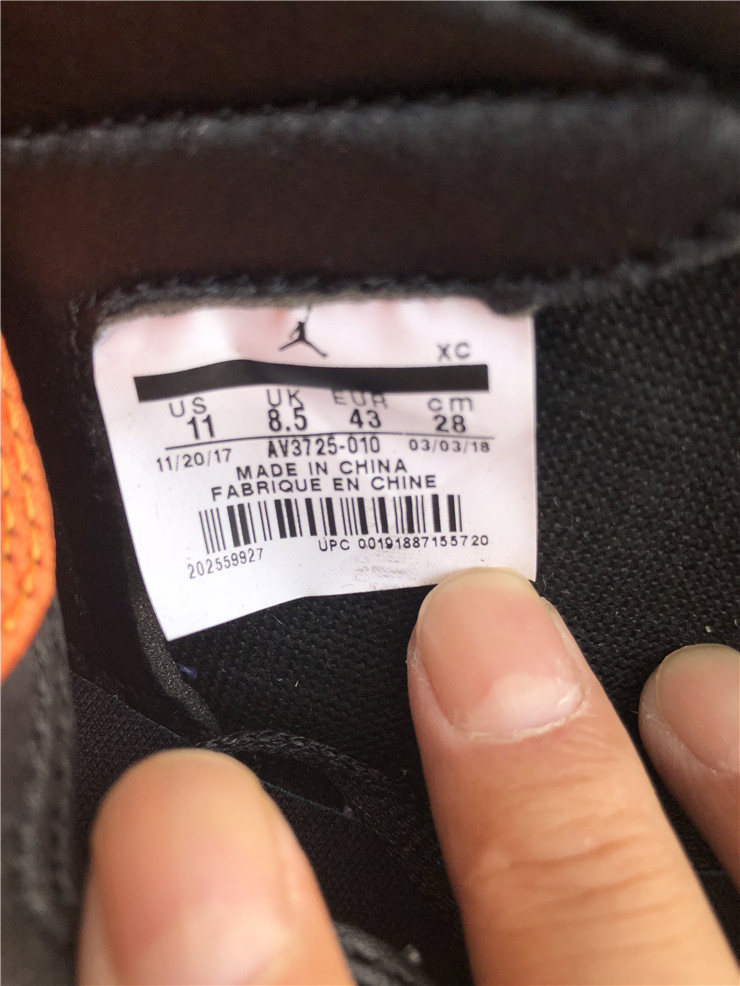 XC
US UK EUR cm
11 8.5 43 28
11/20/17 AV3725-010 03/03/18
MADE IN CHINA
FABRIQUE EN CHINE
202559927 UPC 00191887155720